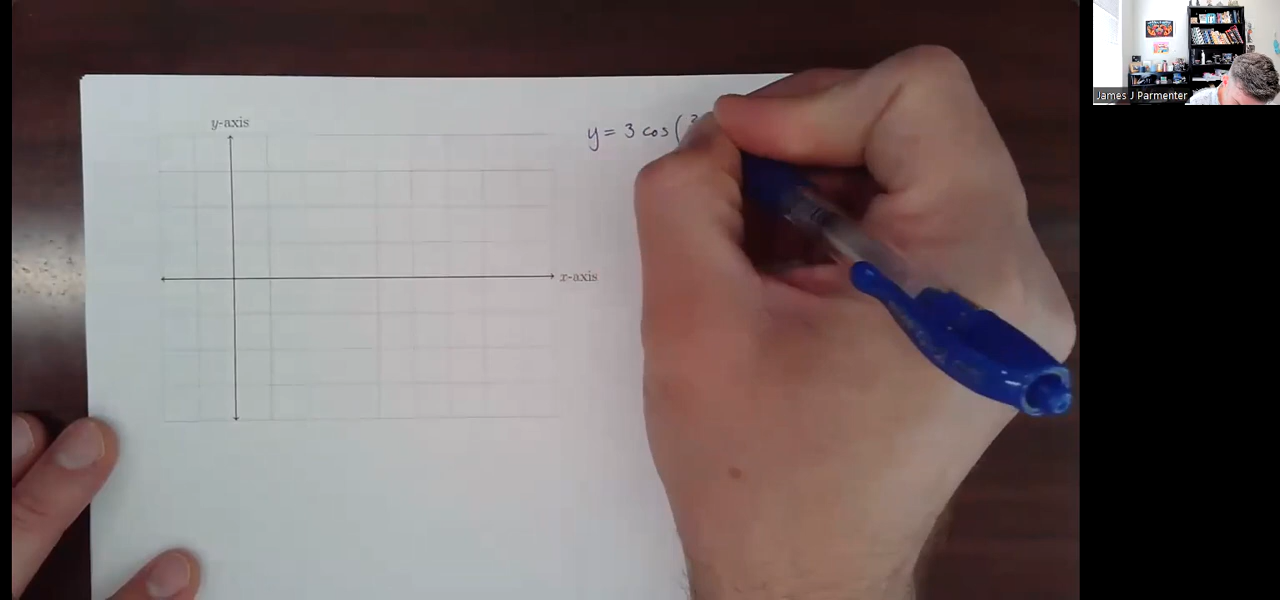 y-axis
y = 3 cos(
x-axis
James J Parmenter